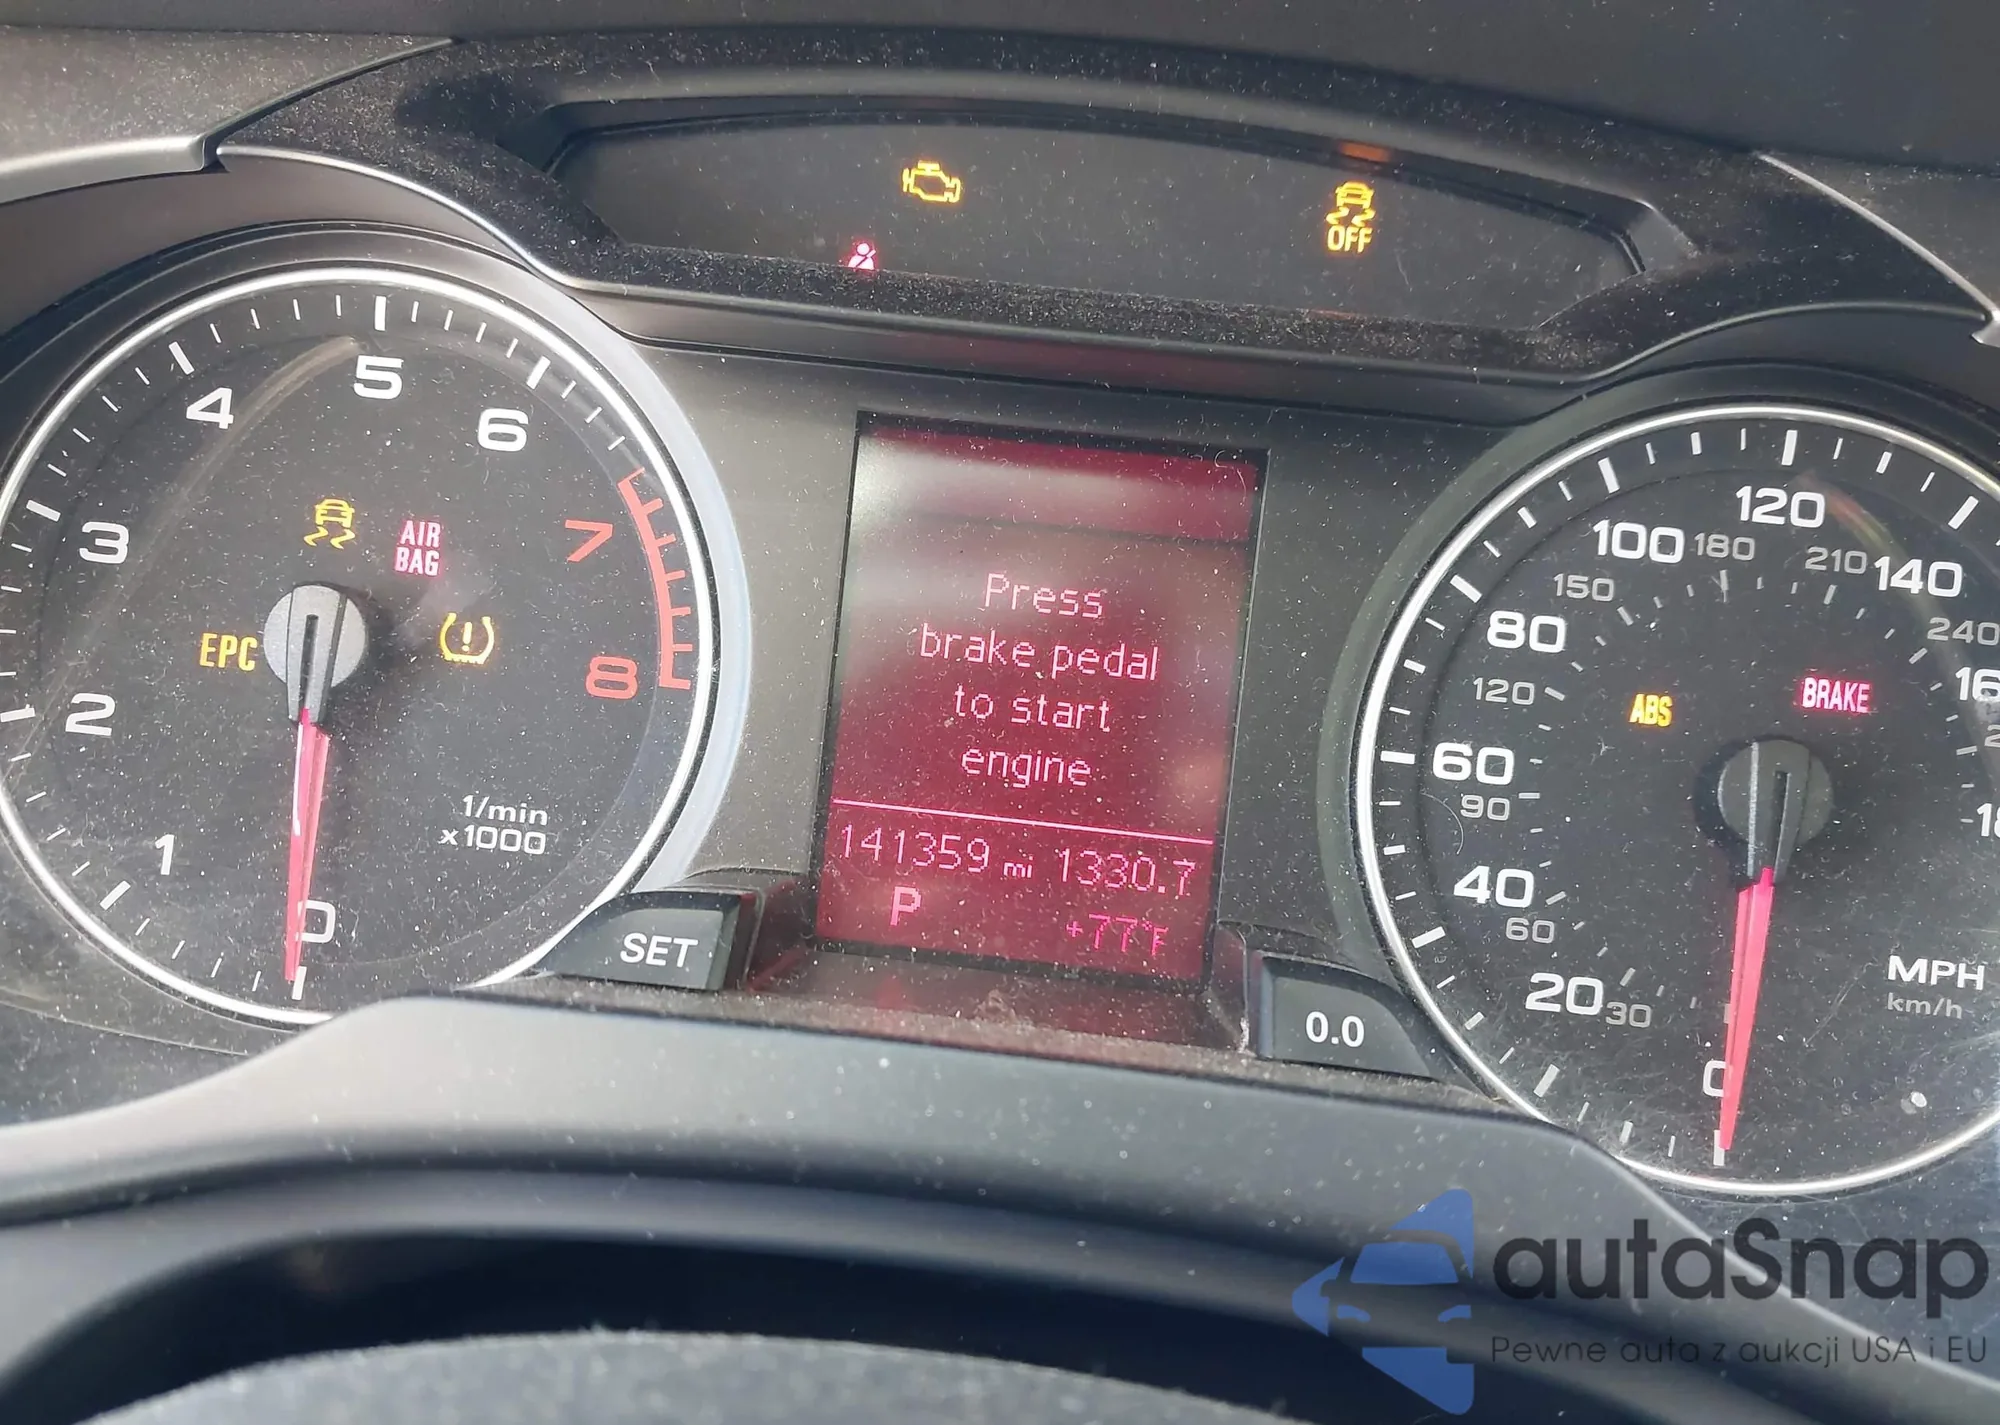 OFF
5
4
6
3
AIR
BAG
7
EPC
8
2
1/min
x1000
1
0
SET
Press
brake pedal
to start
engine
141359 mi 1330.7
P
+77°F
0.0
120
100 180
210 140
150
80
240
120
ABS
BRAKE
60
90
40
60
MPH
km/h
20 30
0
autaSnap
Pewne auta z aukcji USA i EU